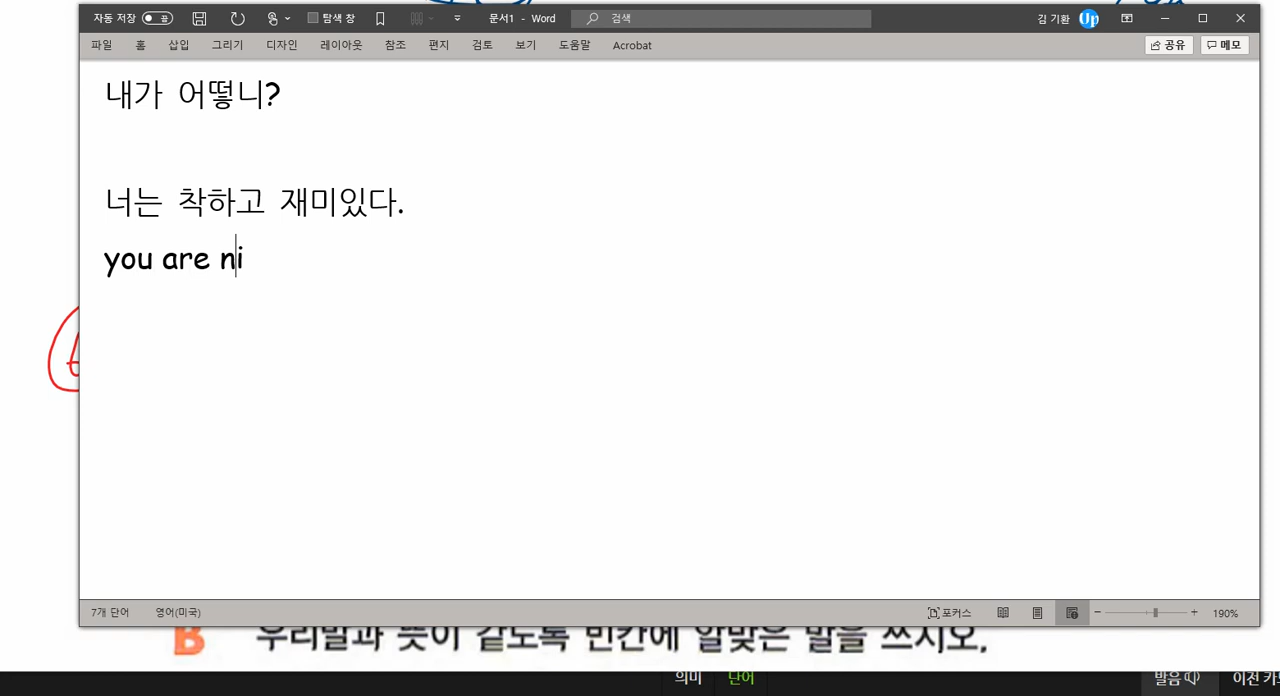 자동 저장 끔 탐색 창 문서1 - Word 검색 김 기환 Up
파일 홈 삽입 그리기 디자인 레이아웃 참조 편지 검토 보기 도움말 Acrobat 공유 메모
내가 어떻니?
너는 착하고 재미있다.
you are ni
7개 단어 영어(미국) 포커스 190%
B 우리말과 뜻이 같도록 빈칸에 알맞은 말을 쓰시오.
의미 단어 발음 이전